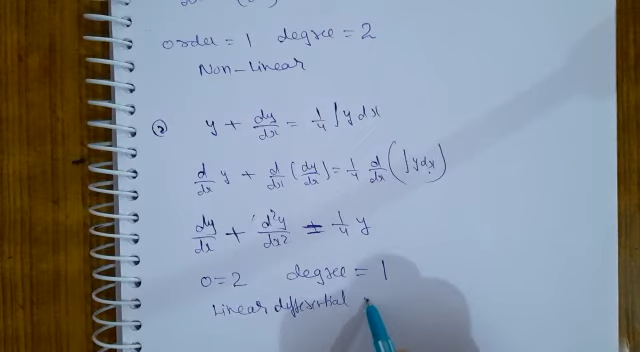 order = 1 degree = 2
Non-Linear
② y + dy/dx = 1/4 ∫ y dx
d/dx y + d/dx (dy/dx) = 1/4 d/dx (∫ y dx)
dy/dx + d²y/dx² = 1/4 y
o = 2 degree = 1
Linear differential